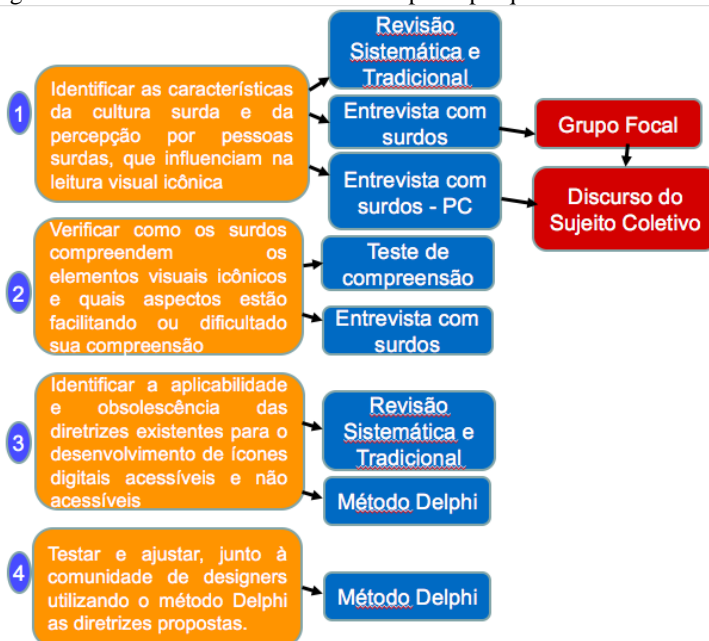 1
Identificar as características
da cultura surda e da
percepção por pessoas
surdas, que influenciam na
leitura visual icônica
Revisão
Sistemática e
Tradicional
Entrevista com
surdos
Entrevista com
surdos - PC
Grupo Focal
Discurso do
Sujeito Coletivo
2
Verificar como os surdos
compreendem os
elementos visuais icônicos
e quais aspectos estão
facilitando ou dificultado
sua compreensão
Teste de
compreensão
Entrevista com
surdos
3
Identificar a aplicabilidade
e obsolescência das
diretrizes existentes para o
desenvolvimento de ícones
digitais acessíveis e não
acessíveis
Revisão
Sistemática e
Tradicional
Método Delphi
4
Testar e ajustar, junto à
comunidade de designers
utilizando o método Delphi
as diretrizes propostas.
Método Delphi